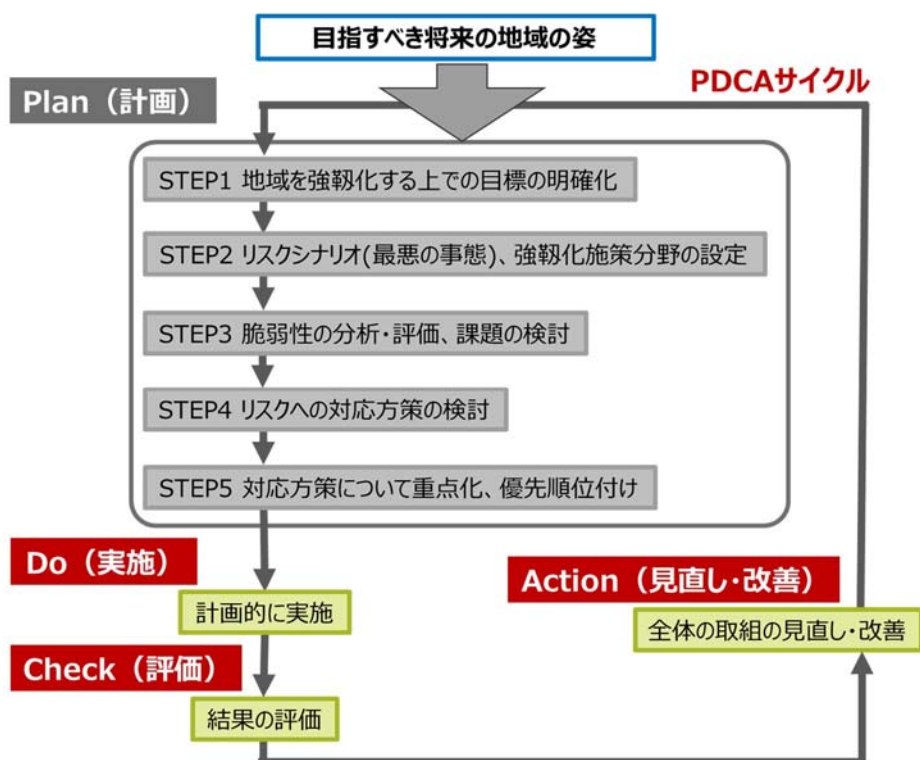 目指すべき将来の地域の姿
PDCAサイクル
Plan（計画）
STEP1 地域を強靱化する上での目標の明確化
STEP2 リスクシナリオ(最悪の事態)、強靱化施策分野の設定
STEP3 脆弱性の分析・評価、課題の検討
STEP4 リスクへの対応方策の検討
STEP5 対応方策について重点化、優先順位付け
Do（実施）
計画的に実施
Check（評価）
結果の評価
Action（見直し・改善）
全体の取組の見直し・改善